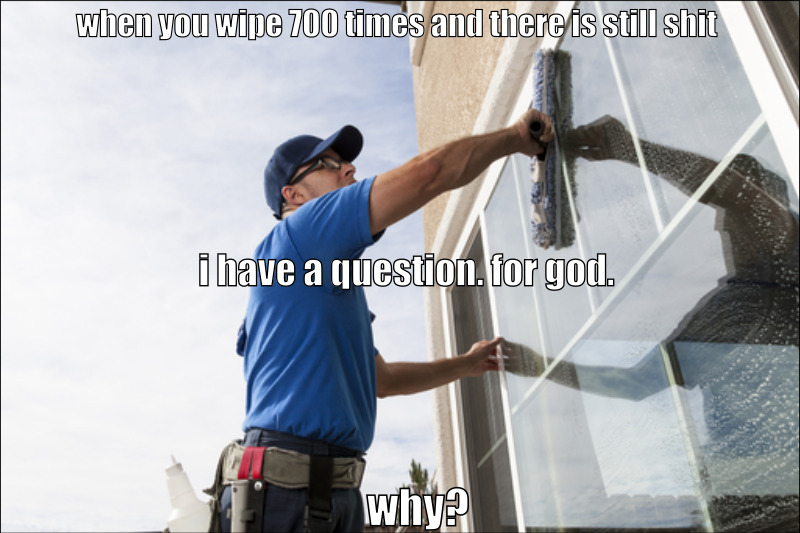 when you wipe 700 times and there is still shit
i have a question. for god.
why?